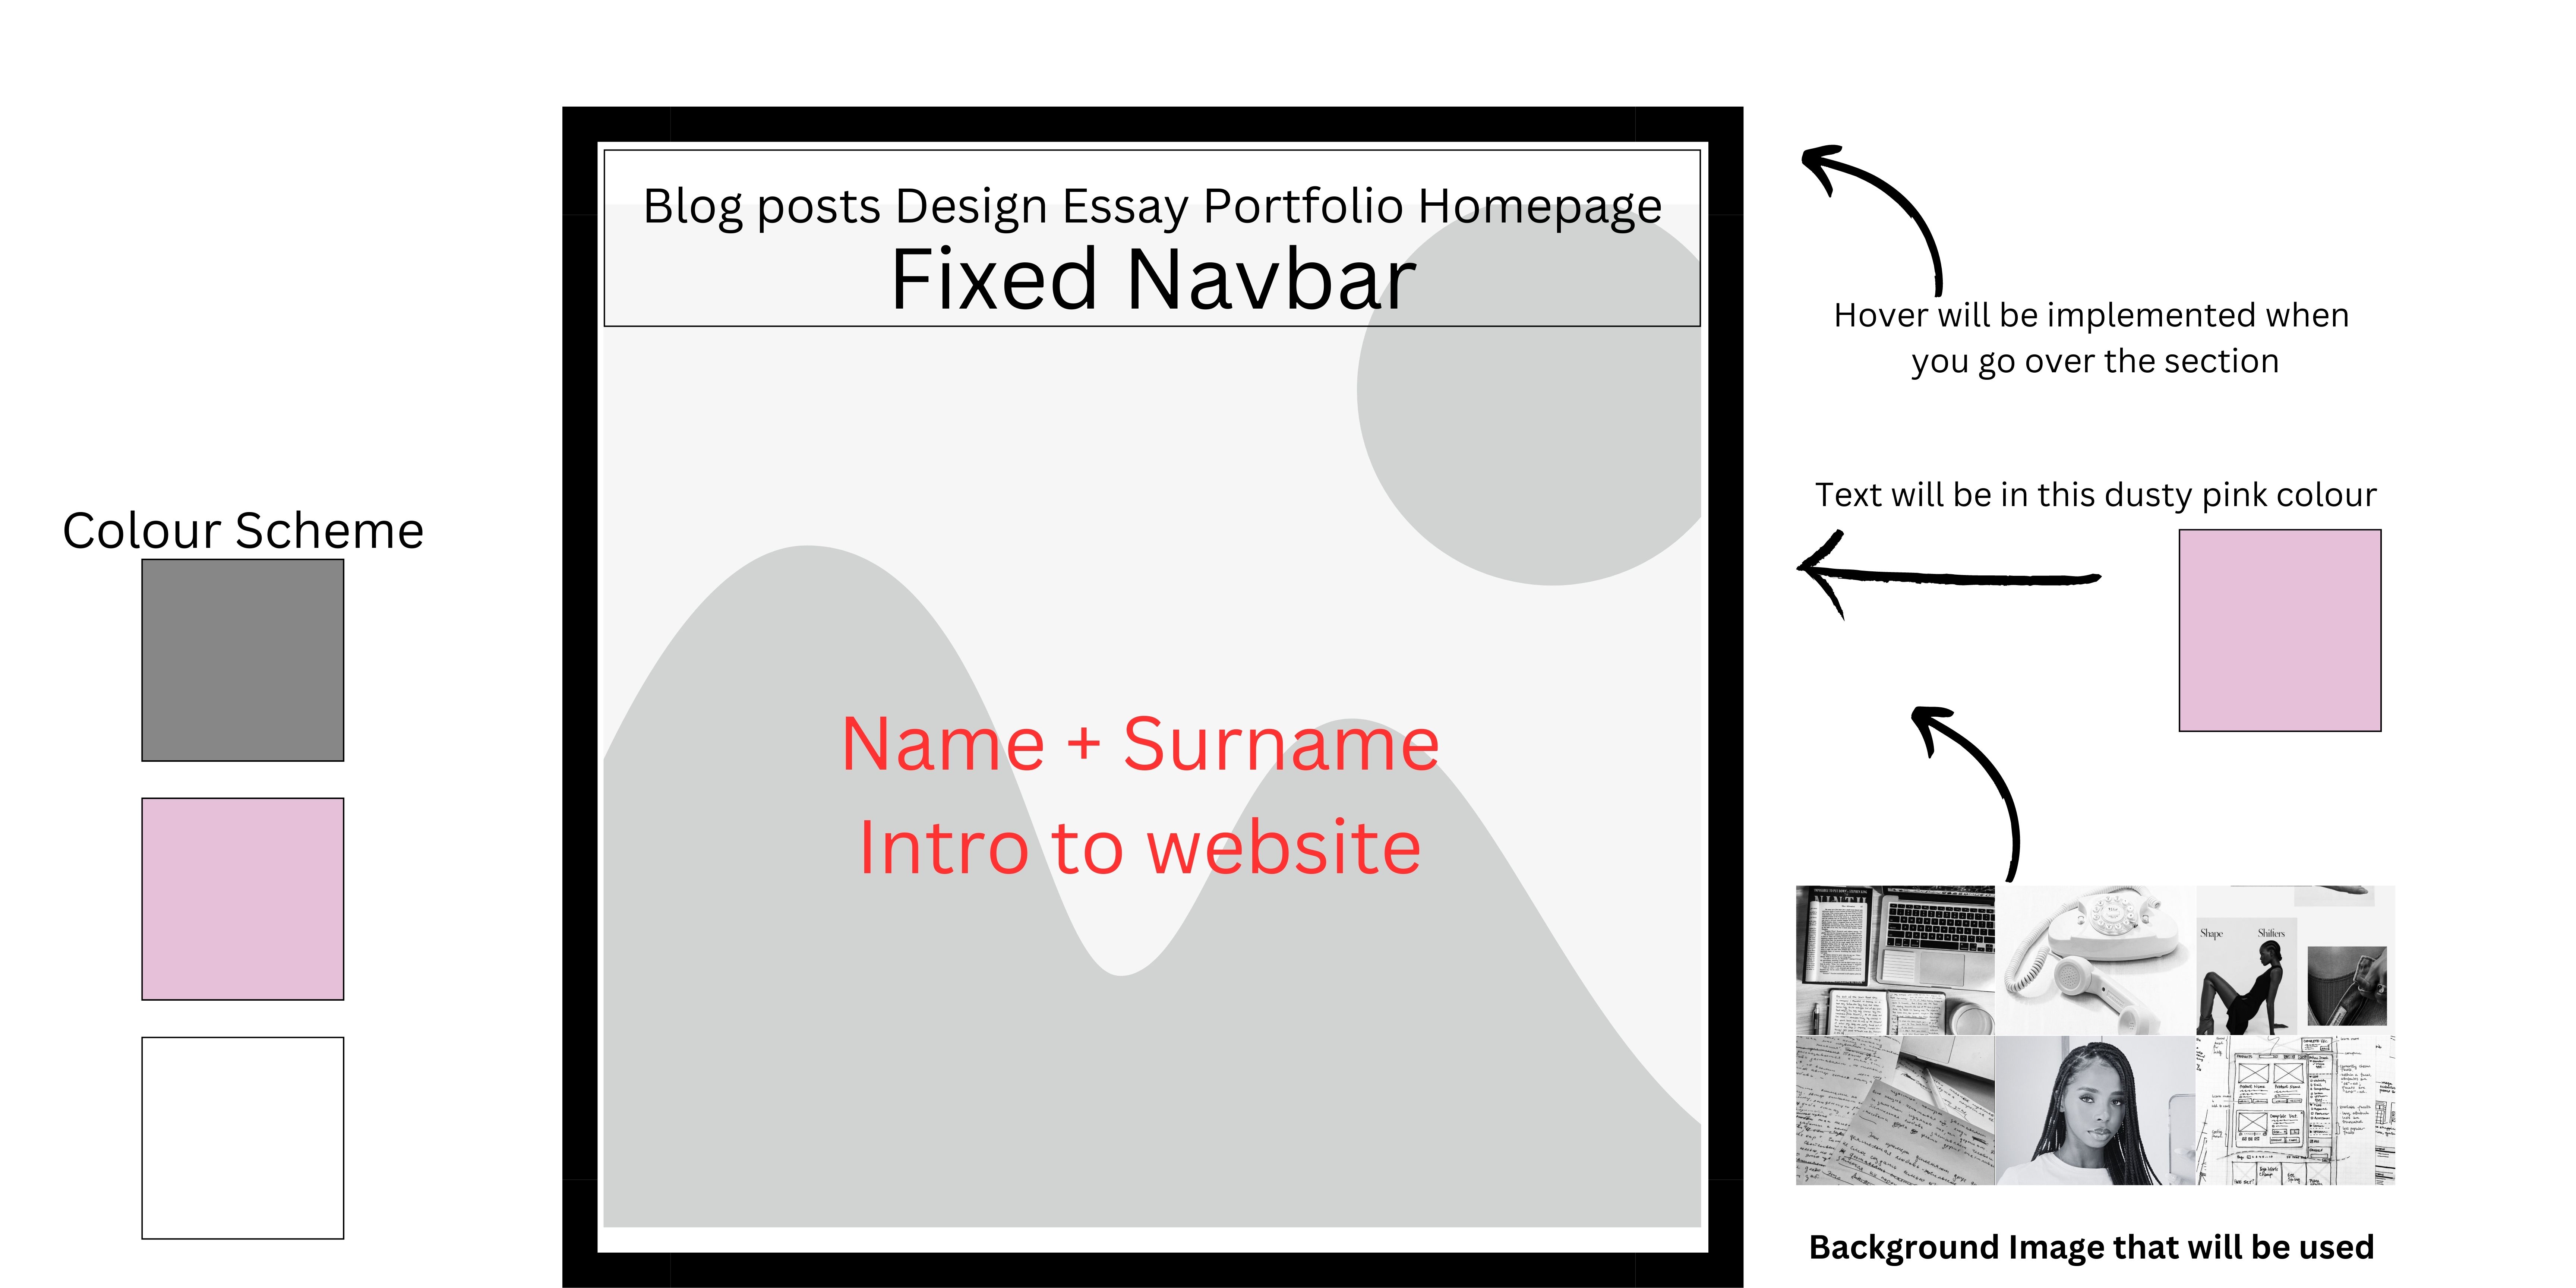 Blog posts Design Essay Portfolio Homepage
Fixed Navbar
Hover will be implemented when
you go over the section
Text will be in this dusty pink colour
Colour Scheme
Name + Surname
Intro to website
NINTH
Shape Shifters
Background Image that will be used